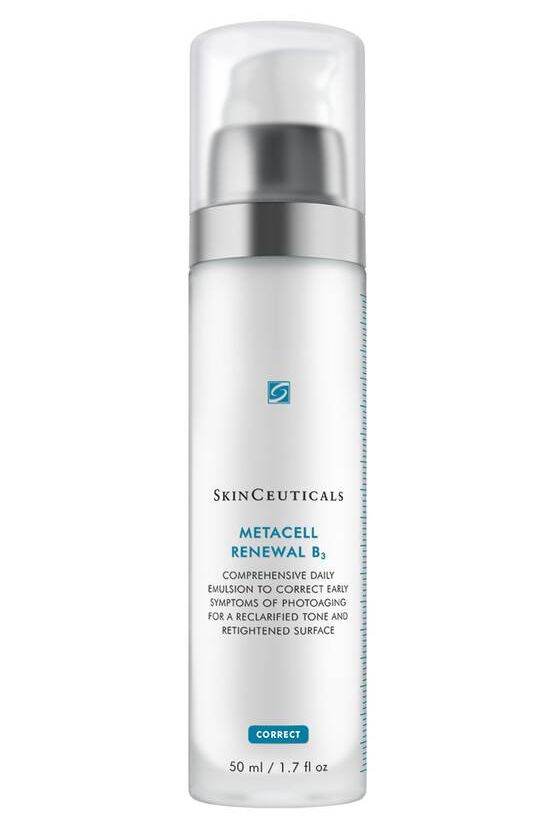 SKINCEUTICALS
METACELL
RENEWAL B₃
COMPREHENSIVE DAILY
EMULSION TO CORRECT EARLY
SYMPTOMS OF PHOTOAGING
FOR A RECLARIFIED TONE AND
RETIGHTENED SURFACE
CORRECT
50 ml / 1.7 fl oz